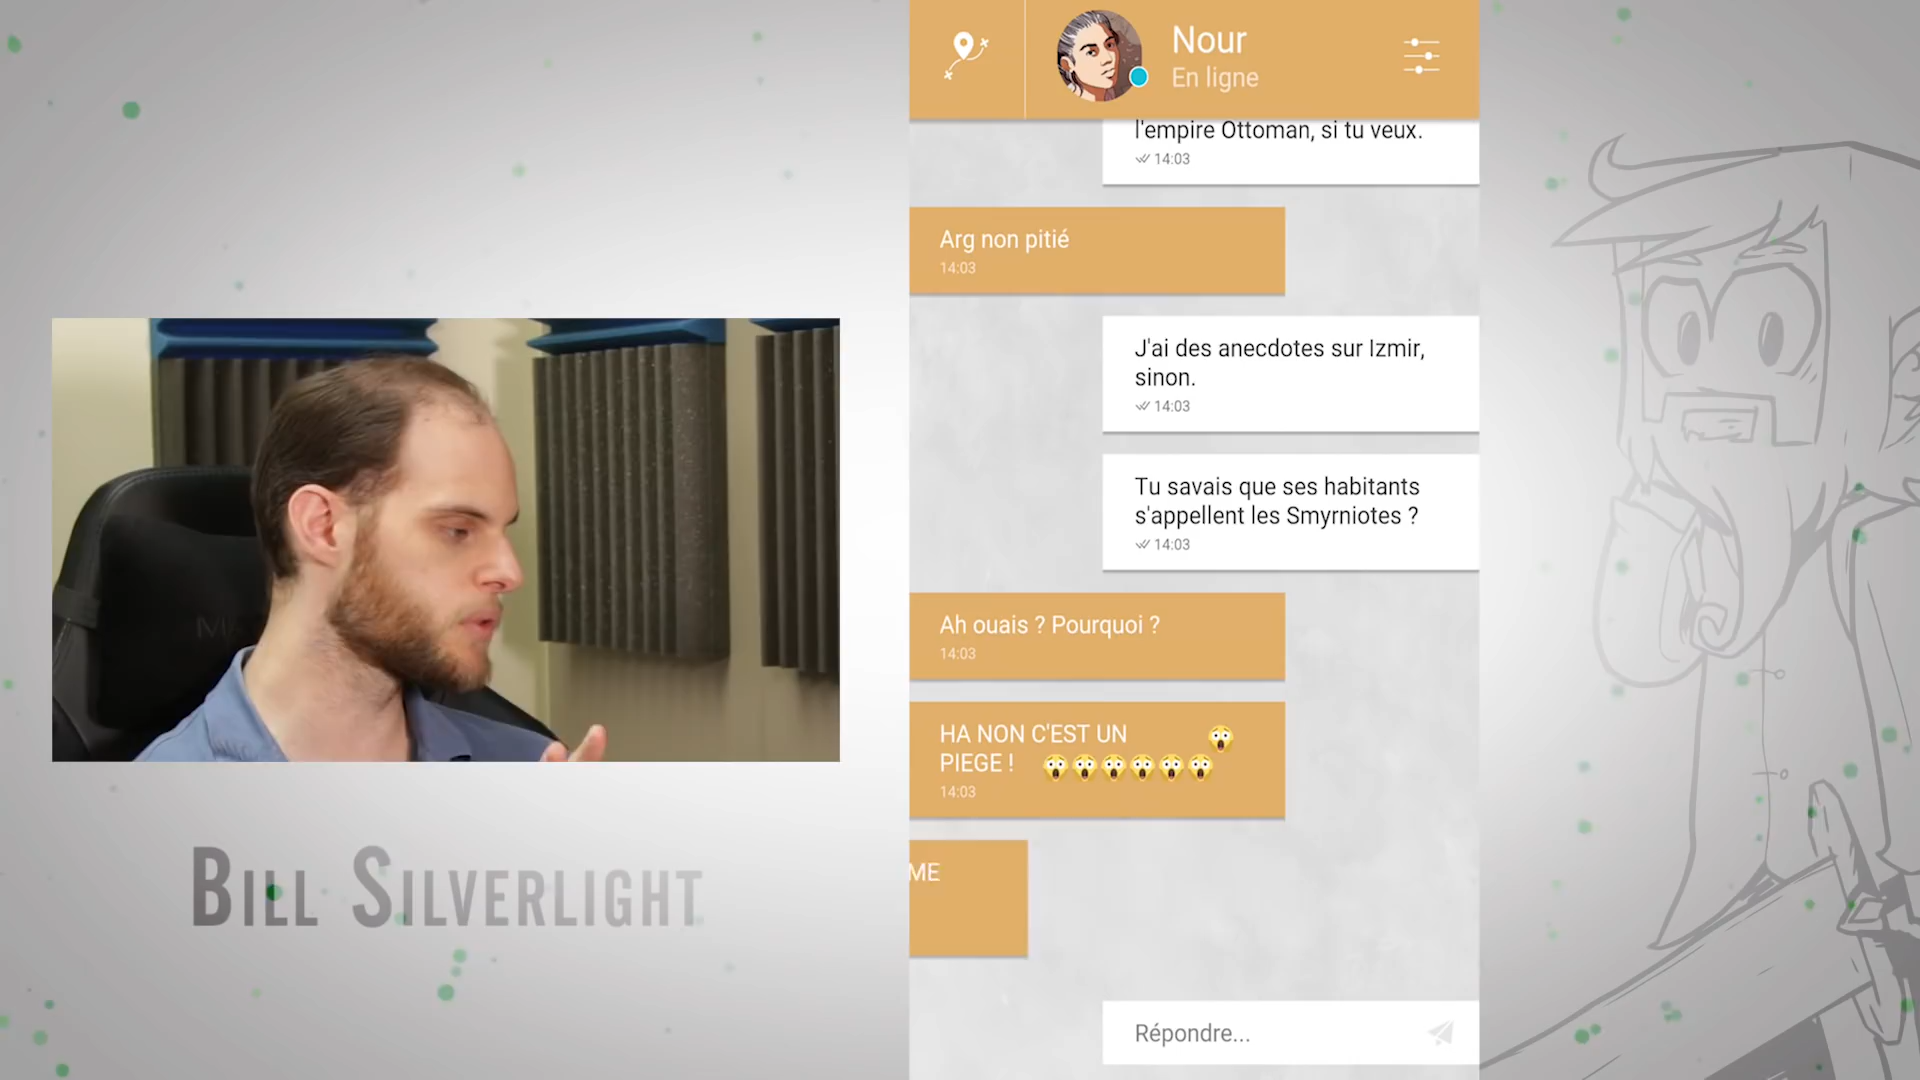 Nour
En ligne
l'empire Ottoman, si tu veux.
14:03
Arg non pitié
14:03
J'ai des anecdotes sur Izmir,
sinon.
14:03
Tu savais que ses habitants
s'appellent les Smyrniotes ?
14:03
Ah ouais ? Pourquoi ?
14:03
HA NON C'EST UN 😱
PIEGE ! 😱😱😱😱😱😱
14:03
ME
Répondre...
BILL SILVERLIGHT